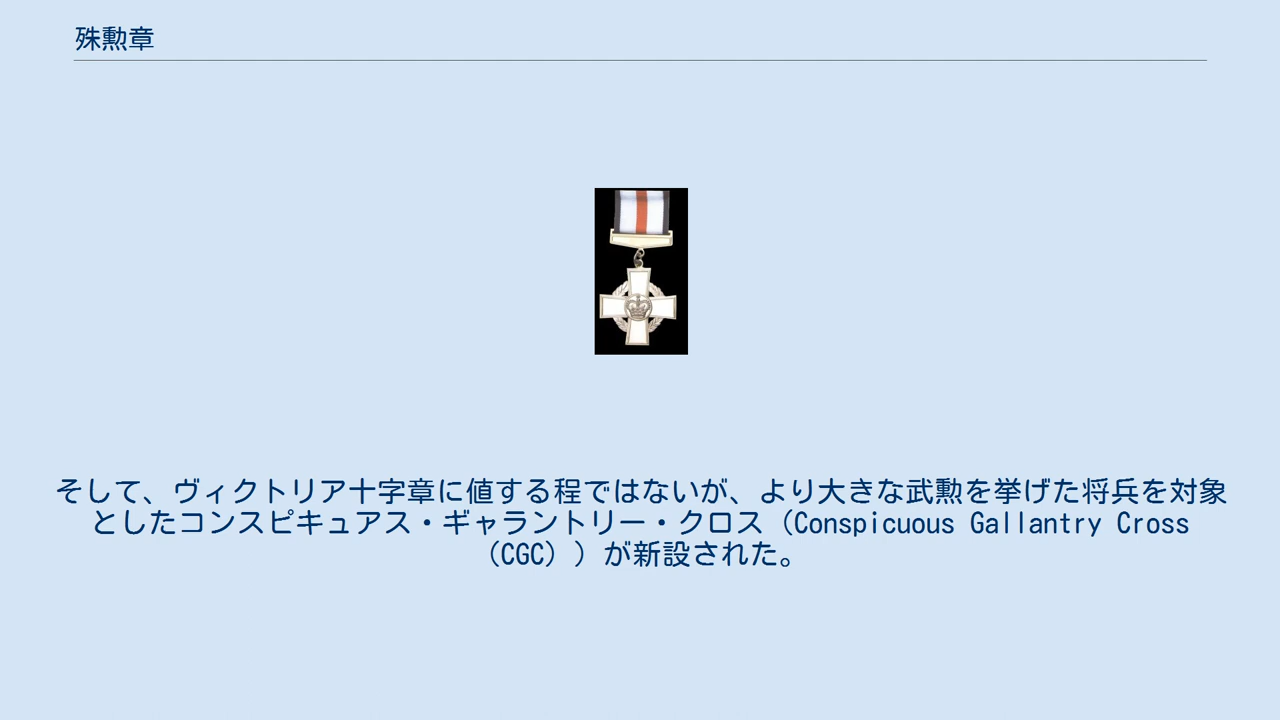 殊勲章
そして、ヴィクトリア十字章に値する程ではないが、より大きな武勲を挙げた将兵を対象
としたコンスピキュアス・ギャラントリー・クロス（Conspicuous Gallantry Cross
（CGC））が新設された。